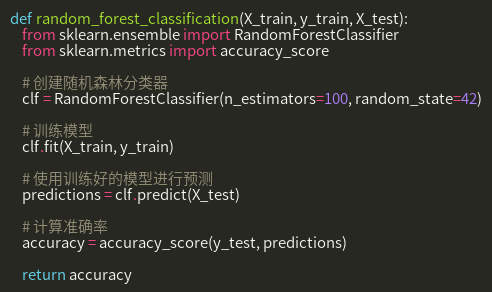 def random_forest_classification(X_train, y_train, X_test):
from sklearn.ensemble import RandomForestClassifier
from sklearn.metrics import accuracy_score
# 创建随机森林分类器
clf = RandomForestClassifier(n_estimators=100, random_state=42)
# 训练模型
clf.fit(X_train, y_train)
# 使用训练好的模型进行预测
predictions = clf.predict(X_test)
# 计算准确率
accuracy = accuracy_score(y_test, predictions)
return accuracy